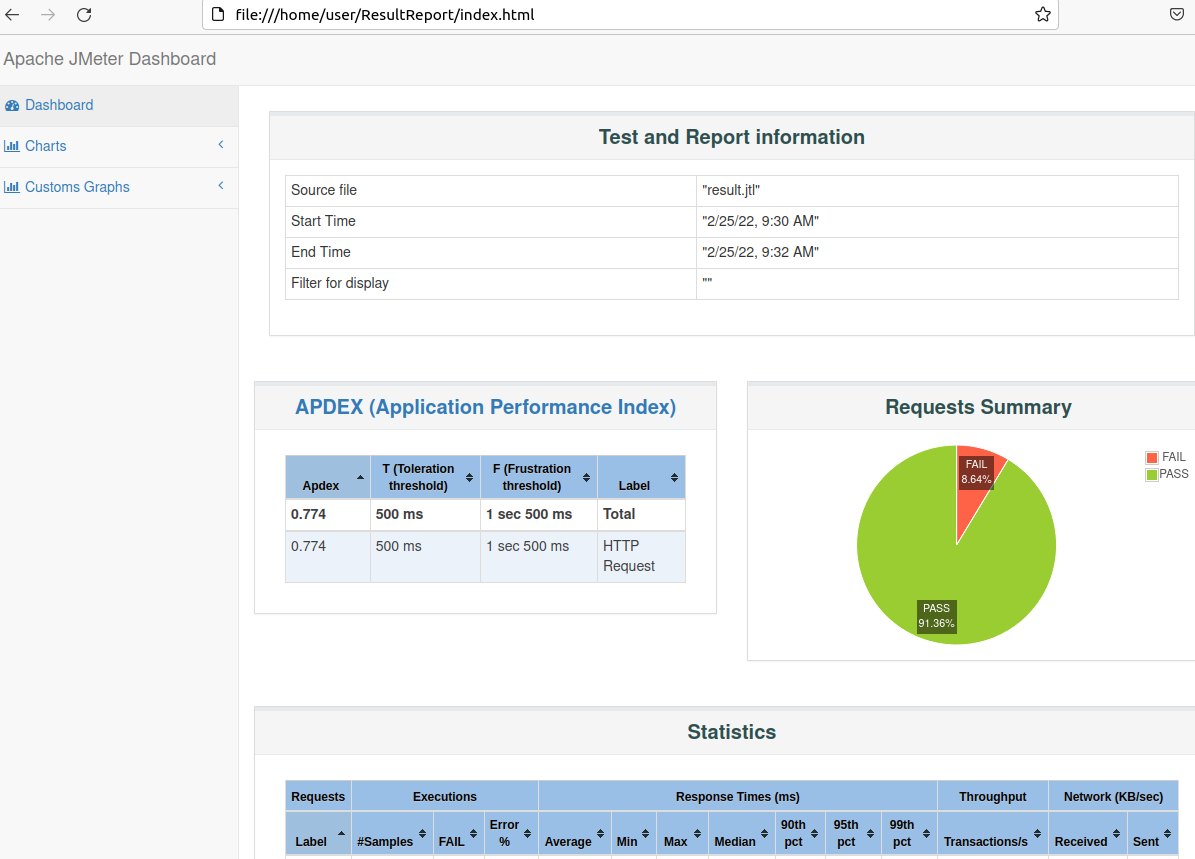 file:///home/user/ResultReport/index.html
Apache JMeter Dashboard
Dashboard
Charts
Customs Graphs
Test and Report information
Source file "result.jtl"
Start Time "2/25/22, 9:30 AM"
End Time "2/25/22, 9:32 AM"
Filter for display ""
APDEX (Application Performance Index)
Apdex T (Toleration threshold) F (Frustration threshold) Label
0.774 500 ms 1 sec 500 ms Total
0.774 500 ms 1 sec 500 ms HTTP Request
Requests Summary
FAIL
8.64%
PASS
91.36%
FAIL
PASS
Statistics
Requests Executions Response Times (ms) Throughput Network (KB/sec)
Label #Samples FAIL Error % Average Min Max Median 90th pct 95th pct 99th pct Transactions/s Received Sent